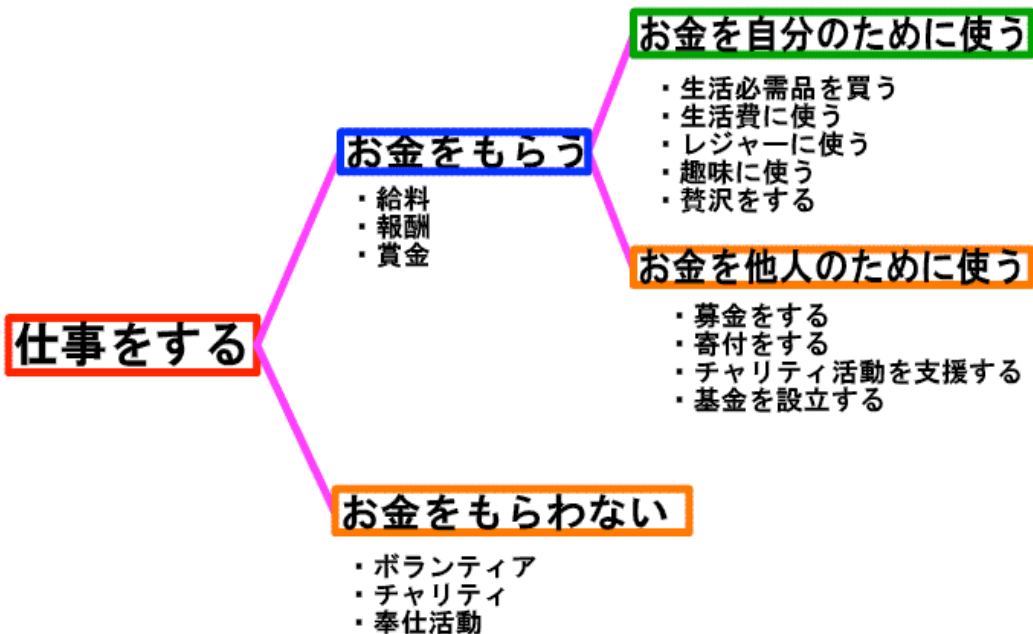 お金を自分のために使う
・生活必需品を買う
・生活費に使う
・レジャーに使う
・趣味に使う
・贅沢をする
お金をもらう
・給料
・報酬
・賞金
お金を他人のために使う
・募金をする
・寄付をする
・チャリティ活動を支援する
・基金を設立する
仕事をする
お金をもらわない
・ボランティア
・チャリティ
・奉仕活動